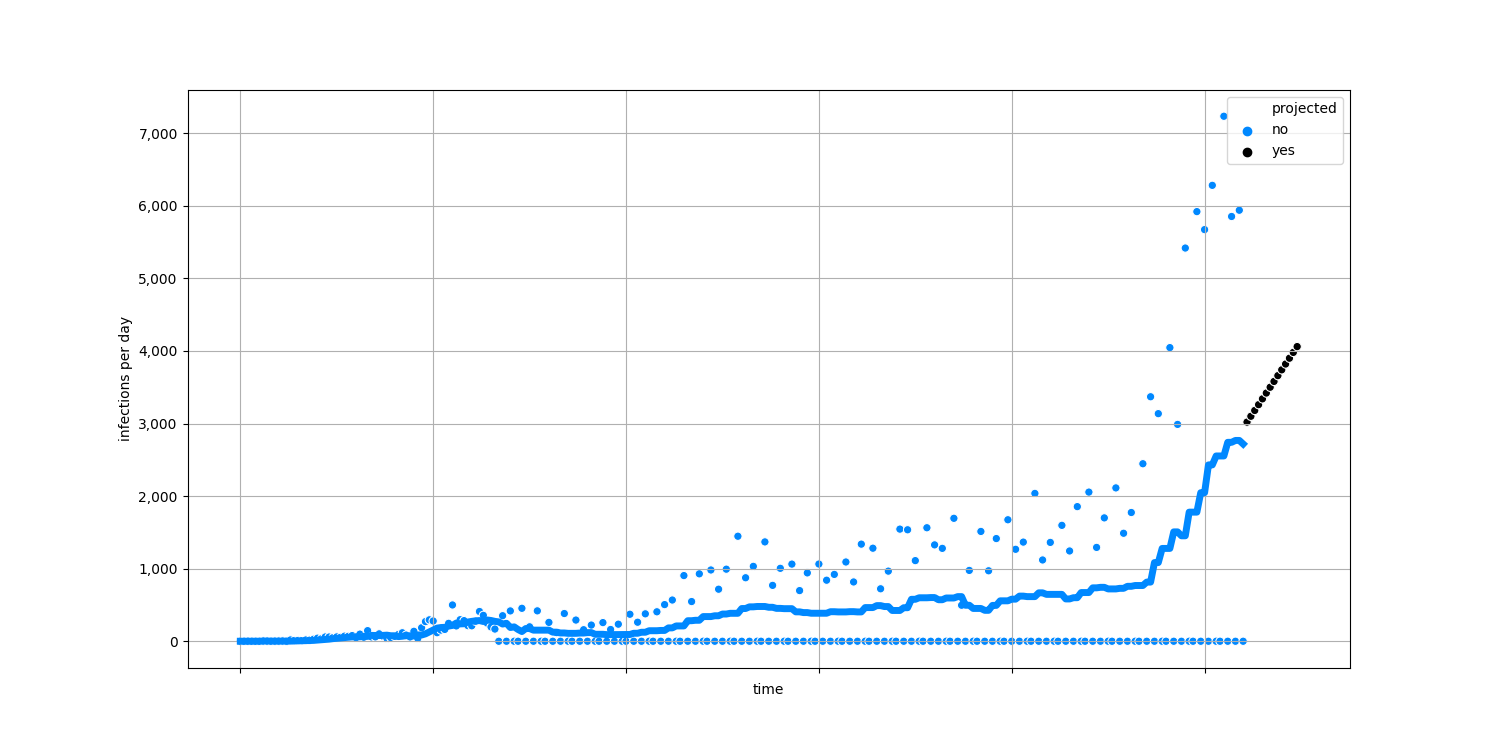 projected
no
yes
7,000
6,000
5,000
4,000
3,000
2,000
1,000
0
infections per day
time